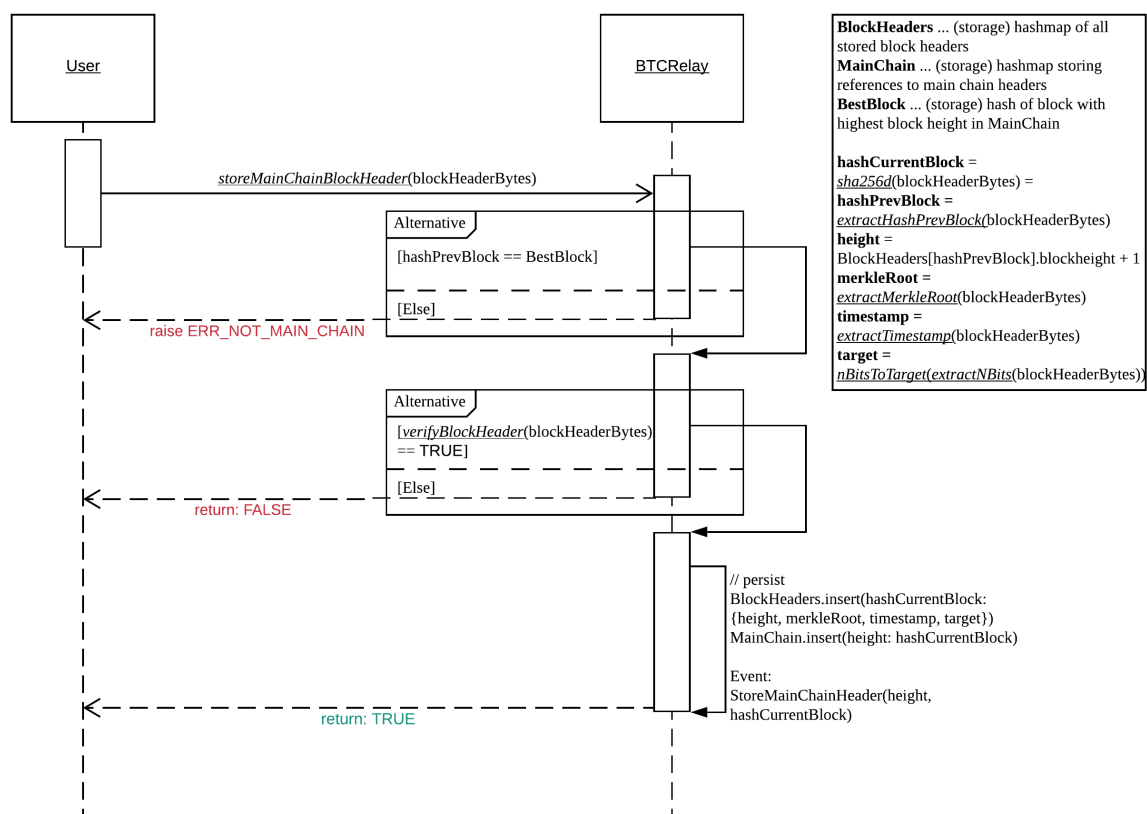 User
BTCRelay
BlockHeaders ... (storage) hashmap of all
stored block headers
MainChain ... (storage) hashmap storing
references to main chain headers
BestBlock ... (storage) hash of block with
highest block height in MainChain
hashCurrentBlock =
sha256d(blockHeaderBytes) =
hashPrevBlock =
extractHashPrevBlock(blockHeaderBytes)
height =
BlockHeaders[hashPrevBlock].blockheight + 1
merkleRoot =
extractMerkleRoot(blockHeaderBytes)
timestamp =
extractTimestamp(blockHeaderBytes)
target =
nBitsToTarget(extractNBits(blockHeaderBytes))
storeMainChainBlockHeader(blockHeaderBytes)
Alternative
[hashPrevBlock == BestBlock]
[Else]
raise ERR_NOT_MAIN_CHAIN
Alternative
[verifyBlockHeader(blockHeaderBytes)
== TRUE]
[Else]
return: FALSE
// persist
BlockHeaders.insert(hashCurrentBlock:
{height, merkleRoot, timestamp, target})
MainChain.insert(height: hashCurrentBlock)
Event:
StoreMainChainHeader(height,
hashCurrentBlock)
return: TRUE